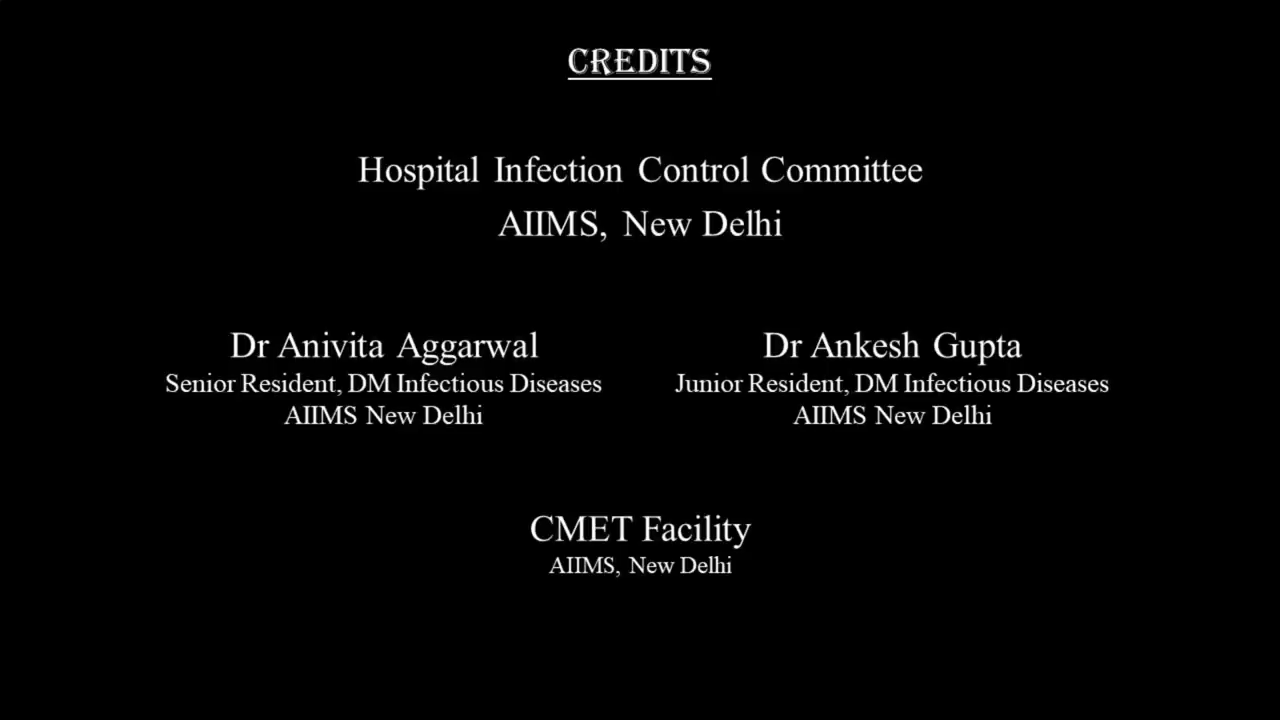 CREDITS
Hospital Infection Control Committee
AIIMS, New Delhi
Dr Anivita Aggarwal
Senior Resident, DM Infectious Diseases
AIIMS New Delhi
Dr Ankesh Gupta
Junior Resident, DM Infectious Diseases
AIIMS New Delhi
CMET Facility
AIIMS, New Delhi